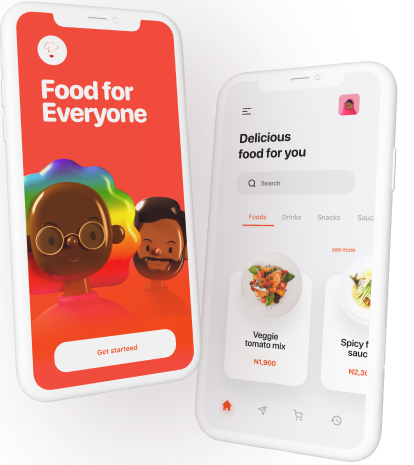 Food for
Everyone
Get starteed
Delicious
food for you
Search
Foods Drinks Snacks Sauc
see more
Veggie
tomato mix
N1,900
Spicy f
sauc
N2,30